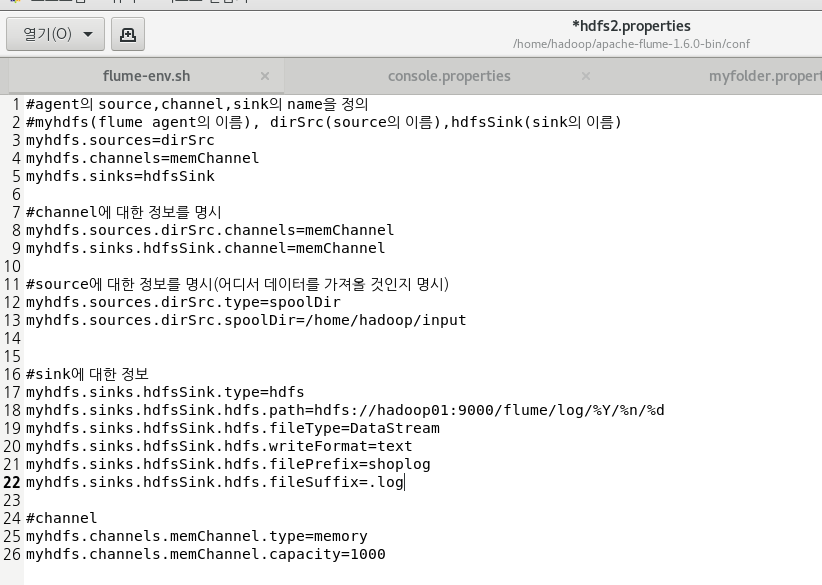 열기(O)
*hdfs2.properties
/home/hadoop/apache-flume-1.6.0-bin/conf
flume-env.sh ×
console.properties ×
myfolder.propert
1 #agent의 source,channel,sink의 name을 정의
2 #myhdfs(flume agent의 이름), dirSrc(source의 이름),hdfsSink(sink의 이름)
3 myhdfs.sources=dirSrc
4 myhdfs.channels=memChannel
5 myhdfs.sinks=hdfsSink
6
7 #channel에 대한 정보를 명시
8 myhdfs.sources.dirSrc.channels=memChannel
9 myhdfs.sinks.hdfsSink.channel=memChannel
10
11 #source에 대한 정보를 명시(어디서 데이터를 가져올 것인지 명시)
12 myhdfs.sources.dirSrc.type=spoolDir
13 myhdfs.sources.dirSrc.spoolDir=/home/hadoop/input
14
15
16 #sink에 대한 정보
17 myhdfs.sinks.hdfsSink.type=hdfs
18 myhdfs.sinks.hdfsSink.hdfs.path=hdfs://hadoop01:9000/flume/log/%Y/%n/%d
19 myhdfs.sinks.hdfsSink.hdfs.fileType=DataStream
20 myhdfs.sinks.hdfsSink.hdfs.writeFormat=text
21 myhdfs.sinks.hdfsSink.hdfs.filePrefix=shoplog
22 myhdfs.sinks.hdfsSink.hdfs.fileSuffix=.log
23
24 #channel
25 myhdfs.channels.memChannel.type=memory
26 myhdfs.channels.memChannel.capacity=1000